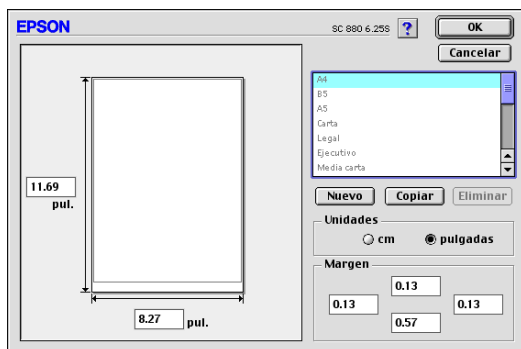 EPSON
SC 880 6.25S ? OK
Cancelar
A4
B5
A5
Carta
Legal
Ejecutivo
Media carta
11.69
pul.
Nuevo Copiar Eliminar
Unidades
cm pulgadas
Margen
0.13
0.13 0.13
0.57
8.27 pul.